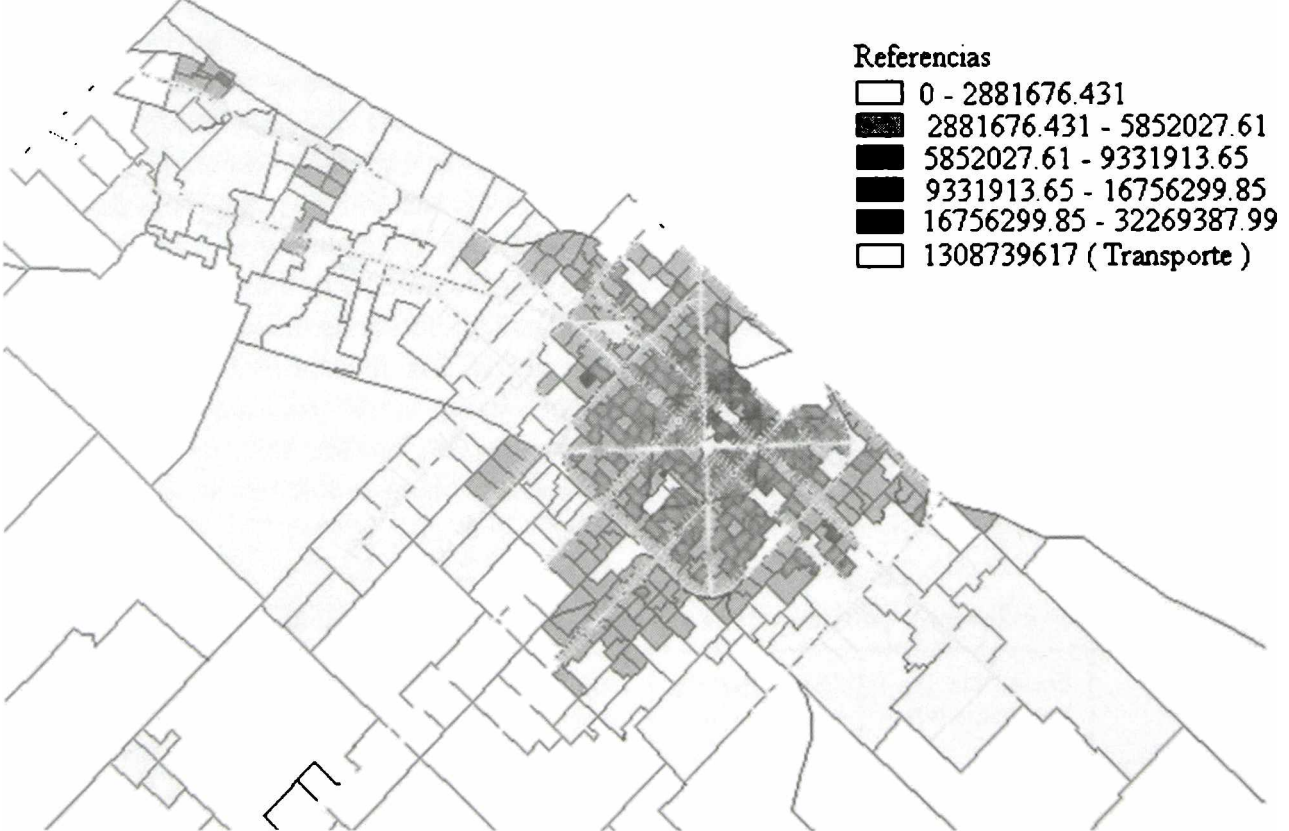 Referencias
0 - 2881676.431
2881676.431 - 5852027.61
5852027.61 - 9331913.65
9331913.65 - 16756299.85
16756299.85 - 32269387.99
1308739617 ( Transporte )